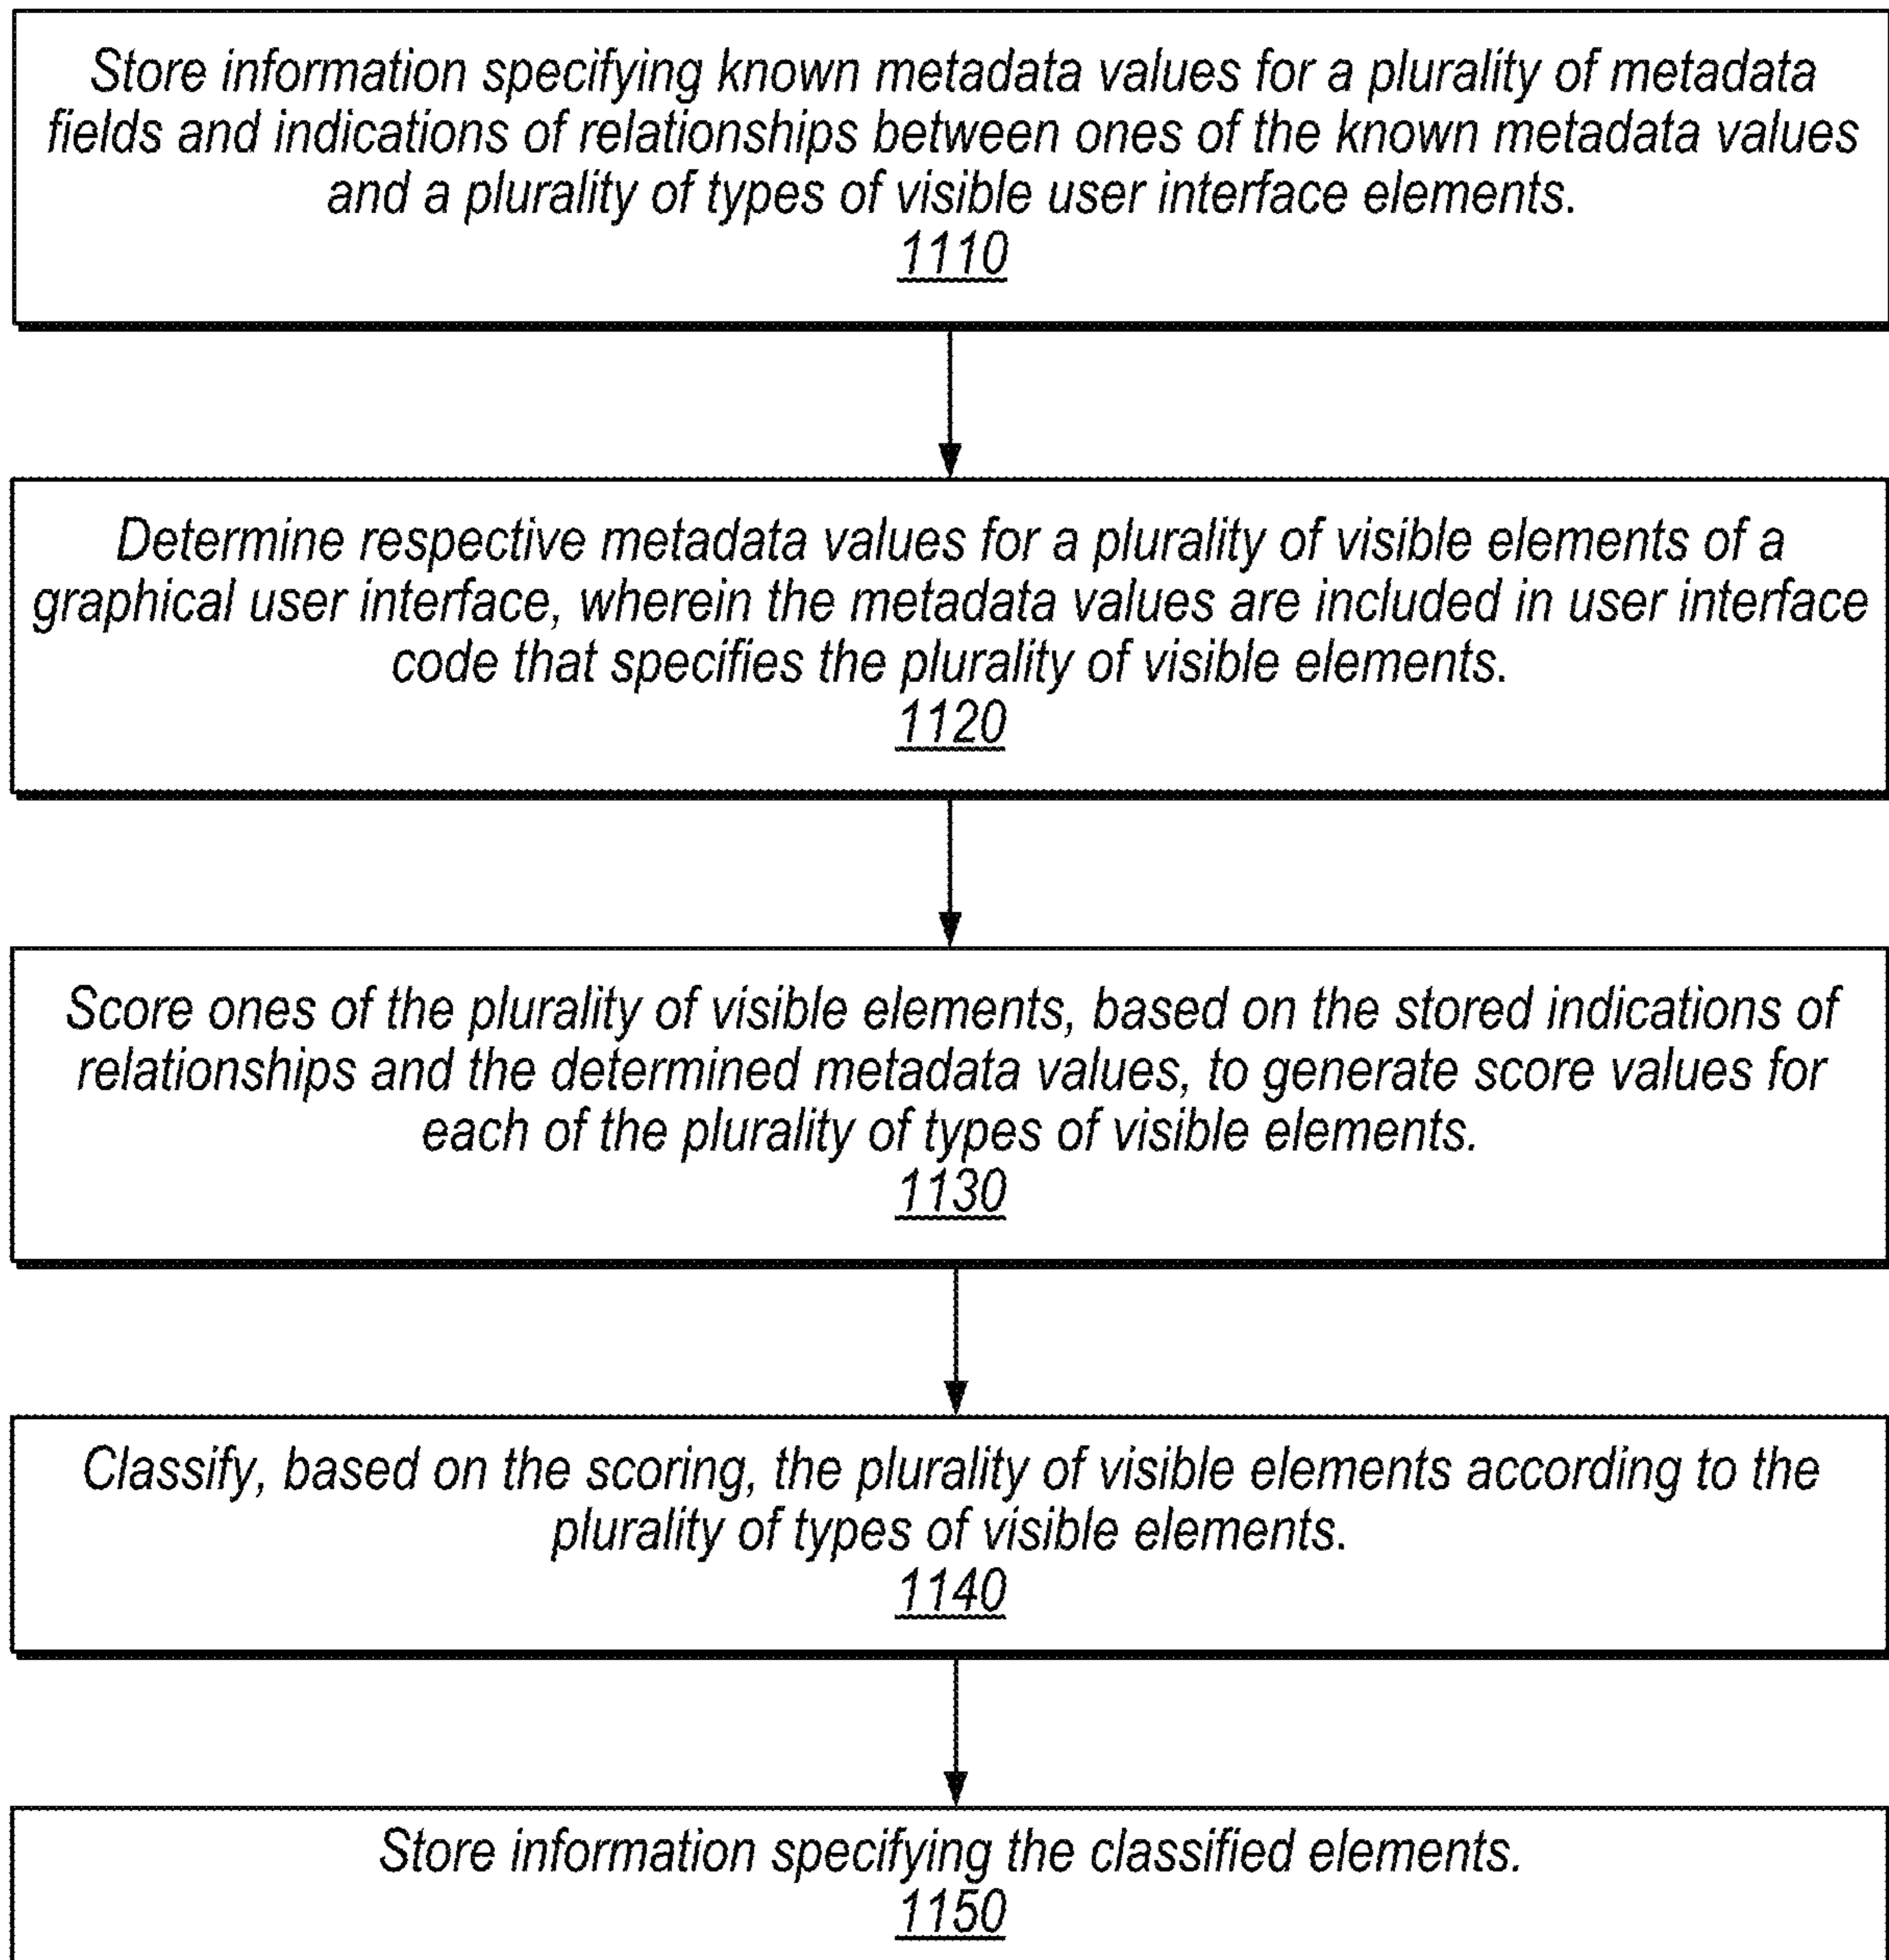 Store information specifying known metadata values for a plurality of metadata
fields and indications of relationships between ones of the known metadata values
and a plurality of types of visible user interface elements.
1110
Determine respective metadata values for a plurality of visible elements of a
graphical user interface, wherein the metadata values are included in user interface
code that specifies the plurality of visible elements.
1120
Score ones of the plurality of visible elements, based on the stored indications of
relationships and the determined metadata values, to generate score values for
each of the plurality of types of visible elements.
1130
Classify, based on the scoring, the plurality of visible elements according to the
plurality of types of visible elements.
1140
Store information specifying the classified elements.
1150